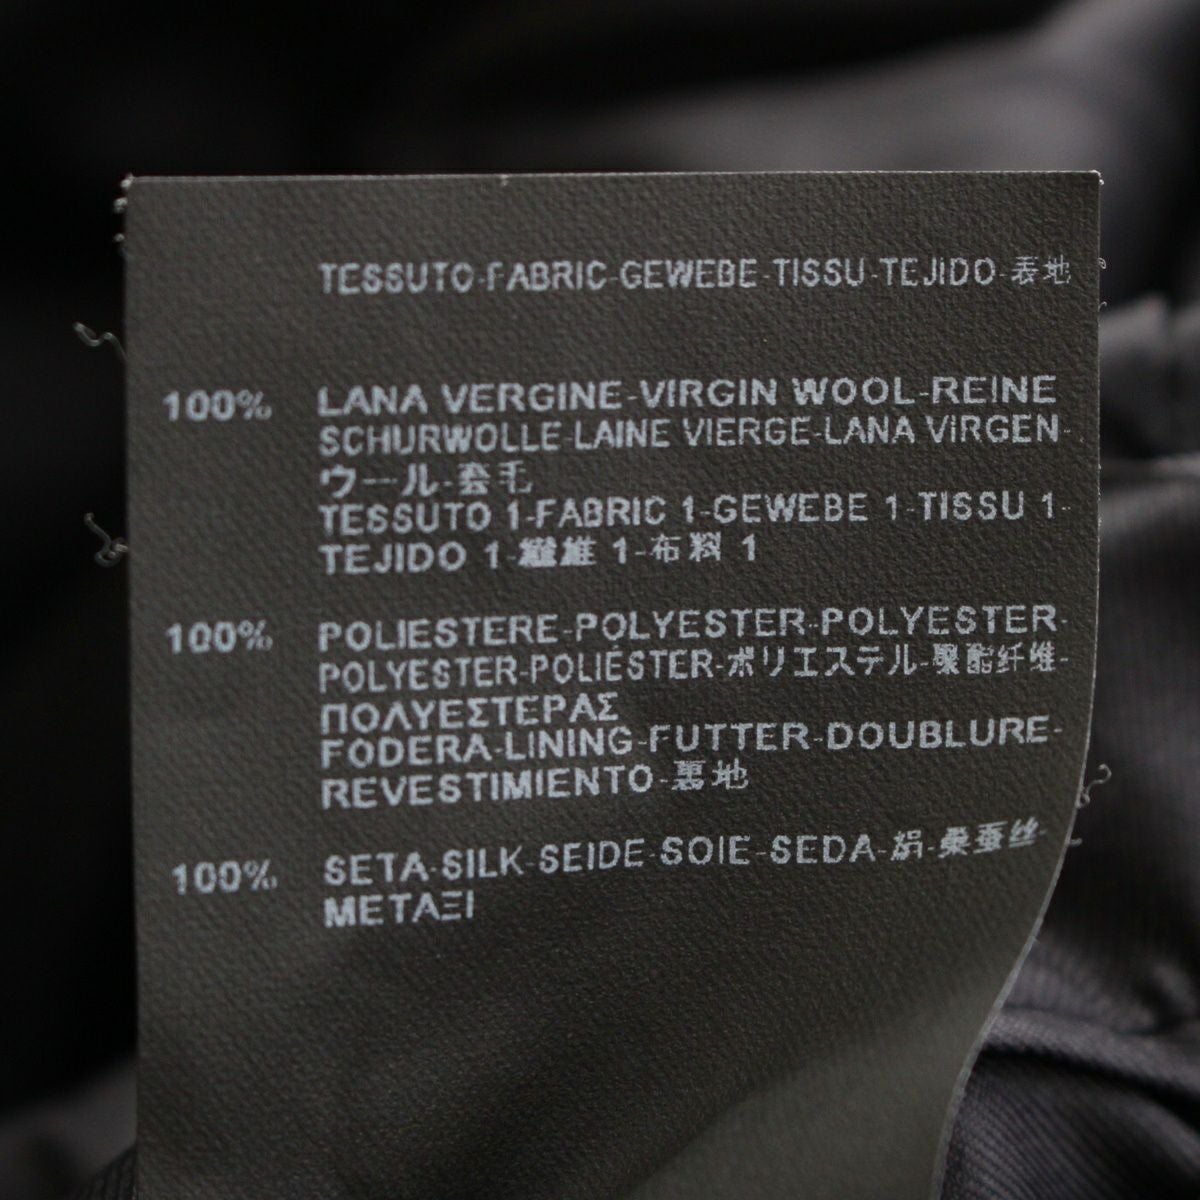 TESSUTO-FABRIC-GEWEBE-TISSU-TEJIDO-表地
100% LANA VERGINE-VIRGIN WOOL-REINE
SCHURWOLLE-LAINE VIERGE-LANA VIRGEN-
ウール-套毛
TESSUTO 1-FABRIC 1-GEWEBE 1-TISSU 1-
TEJIDO 1-繊維 1-布料 1
100% POLIESTERE-POLYESTER-POLYESTER-
POLYESTER-POLIÉSTER-ポリエステル-聚酯纤维-
ΠΟΛΥΕΣΤΕΡΑΣ
FODERA-LINING-FUTTER-DOUBLURE-
REVESTIMIENTO-裏地
100% SETA-SILK-SEIDE-SOIE-SEDA-絹-桑蚕丝-
ΜΕΤΑΞΙ